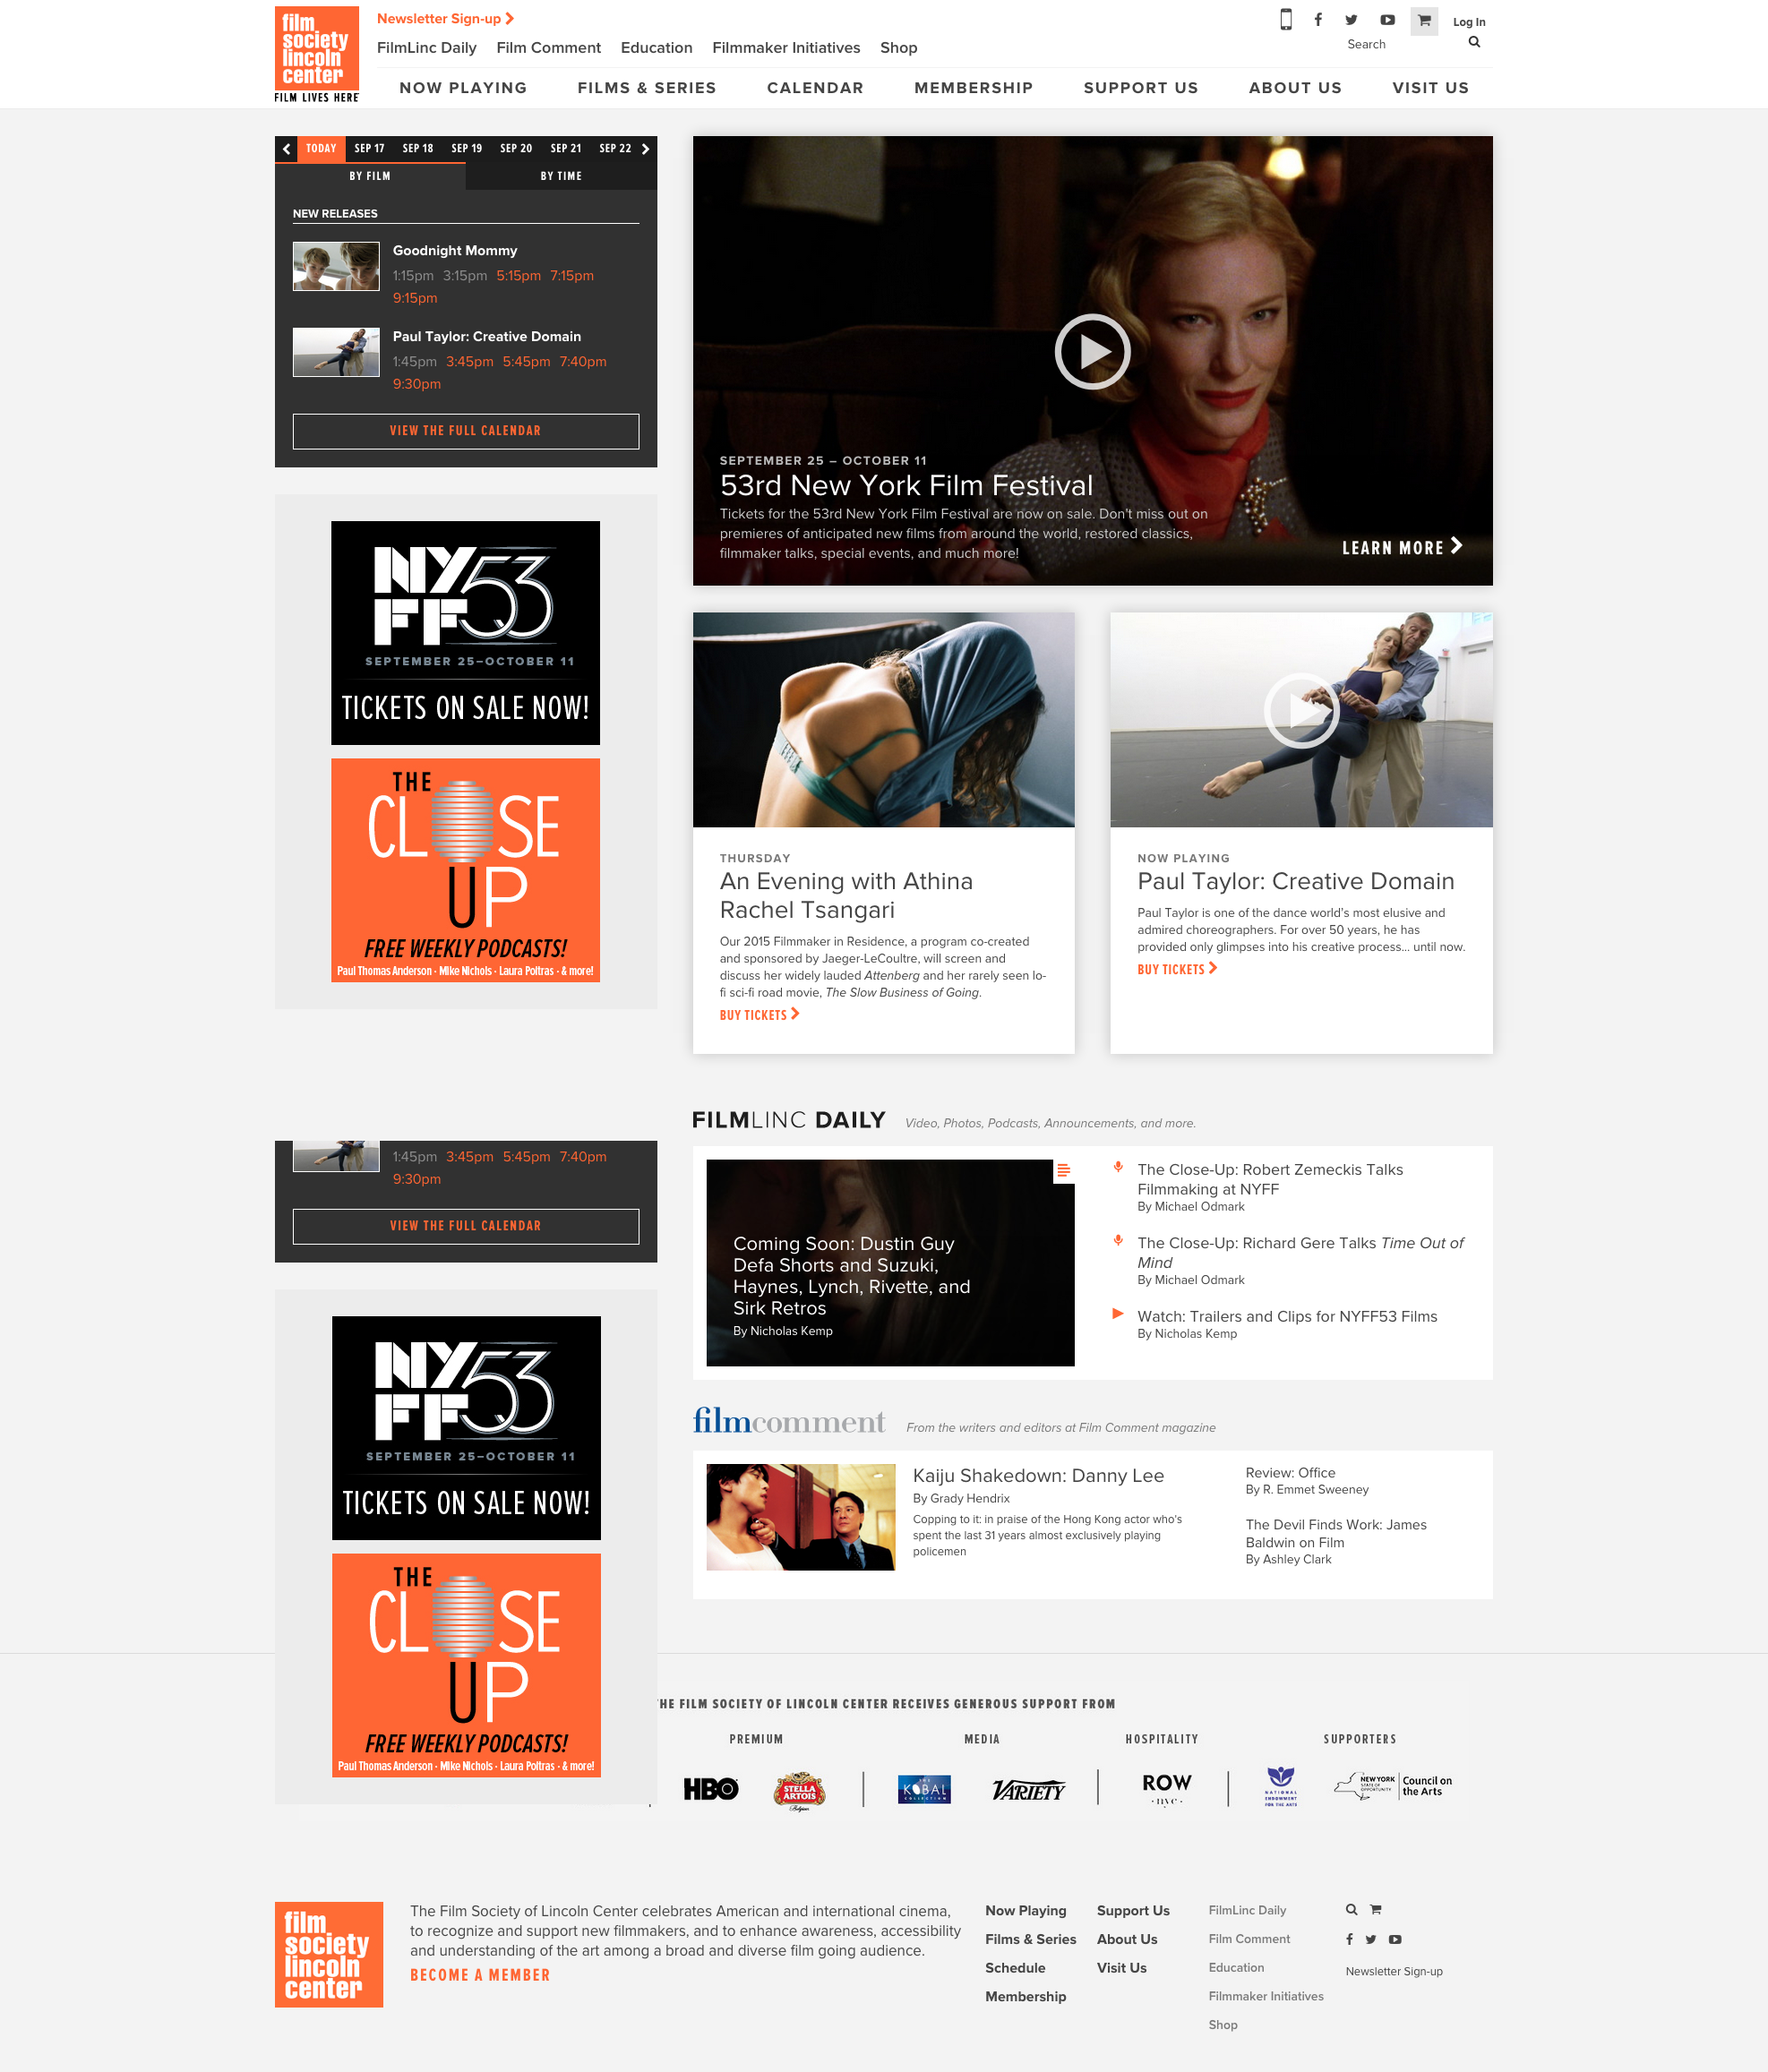 film
society
lincoln
center
FILM LIVES HERE
Newsletter Sign-up
FilmLinc Daily Film Comment Education Filmmaker Initiatives Shop
Log In
Search
NOW PLAYING FILMS & SERIES CALENDAR MEMBERSHIP SUPPORT US ABOUT US VISIT US
TODAY SEP 17 SEP 18 SEP 19 SEP 20 SEP 21 SEP 22
BY FILM BY TIME
NEW RELEASES
Goodnight Mommy
1:15pm 3:15pm 5:15pm 7:15pm
9:15pm
Paul Taylor: Creative Domain
1:45pm 3:45pm 5:45pm 7:40pm
9:30pm
VIEW THE FULL CALENDAR
SEPTEMBER 25 – OCTOBER 11
53rd New York Film Festival
Tickets for the 53rd New York Film Festival are now on sale. Don't miss out on
premieres of anticipated new films from around the world, restored classics,
filmmaker talks, special events, and much more!
LEARN MORE
NY
FF53
SEPTEMBER 25–OCTOBER 11
TICKETS ON SALE NOW!
THE
CLOSE
UP
FREE WEEKLY PODCASTS!
Paul Thomas Anderson · Mike Nichols · Laura Poitras · & more!
THURSDAY
An Evening with Athina
Rachel Tsangari
Our 2015 Filmmaker in Residence, a program co-created
and sponsored by Jaeger-LeCoultre, will screen and
discuss her widely lauded Attenberg and her rarely seen lo-
fi sci-fi road movie, The Slow Business of Going.
BUY TICKETS
NOW PLAYING
Paul Taylor: Creative Domain
Paul Taylor is one of the dance world's most elusive and
admired choreographers. For over 50 years, he has
provided only glimpses into his creative process... until now.
BUY TICKETS
FILMLINC DAILY Video, Photos, Podcasts, Announcements, and more.
Coming Soon: Dustin Guy
Defa Shorts and Suzuki,
Haynes, Lynch, Rivette, and
Sirk Retros
By Nicholas Kemp
The Close-Up: Robert Zemeckis Talks
Filmmaking at NYFF
By Michael Odmark
The Close-Up: Richard Gere Talks Time Out of
Mind
By Michael Odmark
Watch: Trailers and Clips for NYFF53 Films
By Nicholas Kemp
1:45pm 3:45pm 5:45pm 7:40pm
9:30pm
VIEW THE FULL CALENDAR
NY
FF53
SEPTEMBER 25–OCTOBER 11
TICKETS ON SALE NOW!
THE
CLOSE
UP
FREE WEEKLY PODCASTS!
Paul Thomas Anderson · Mike Nichols · Laura Poitras · & more!
filmcomment From the writers and editors at Film Comment magazine
Kaiju Shakedown: Danny Lee
By Grady Hendrix
Copping to it: in praise of the Hong Kong actor who's
spent the last 31 years almost exclusively playing
policemen
Review: Office
By R. Emmet Sweeney
The Devil Finds Work: James
Baldwin on Film
By Ashley Clark
THE FILM SOCIETY OF LINCOLN CENTER RECEIVES GENEROUS SUPPORT FROM
PREMIUM MEDIA HOSPITALITY SUPPORTERS
HBO
STELLA
ARTOIS
Belgium
THE
KOBAL
COLLECTION
VARIETY
ROW
·nyc·
NATIONAL
ENDOWMENT
FOR THE ARTS
NEW YORK
STATE OF
OPPORTUNITY
Council on
the Arts
film
society
lincoln
center
The Film Society of Lincoln Center celebrates American and international cinema,
to recognize and support new filmmakers, and to enhance awareness, accessibility
and understanding of the art among a broad and diverse film going audience.
BECOME A MEMBER
Now Playing
Films & Series
Schedule
Membership
Support Us
About Us
Visit Us
FilmLinc Daily
Film Comment
Education
Filmmaker Initiatives
Shop
Newsletter Sign-up